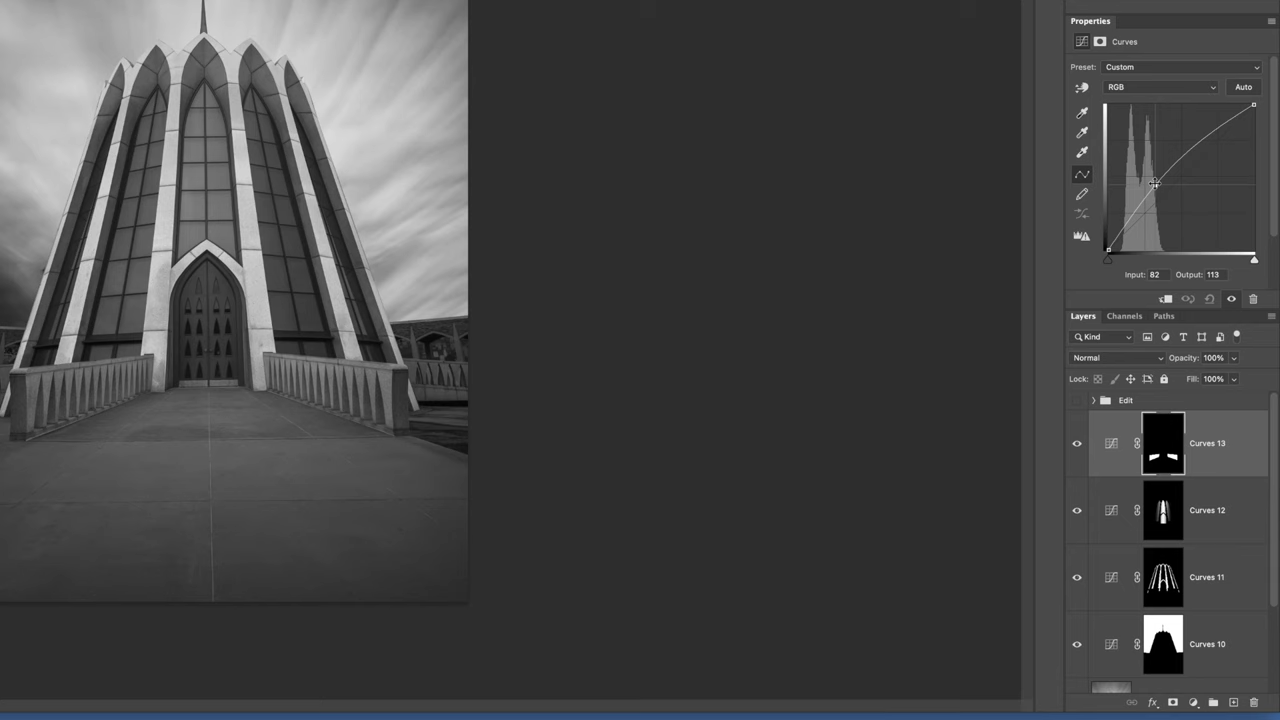 Properties
Curves
Preset: Custom
RGB Auto
Input: 82 Output: 113
Layers Channels Paths
Kind
Normal Opacity: 100%
Lock: Fill: 100%
Edit
Curves 13
Curves 12
Curves 11
Curves 10
fx